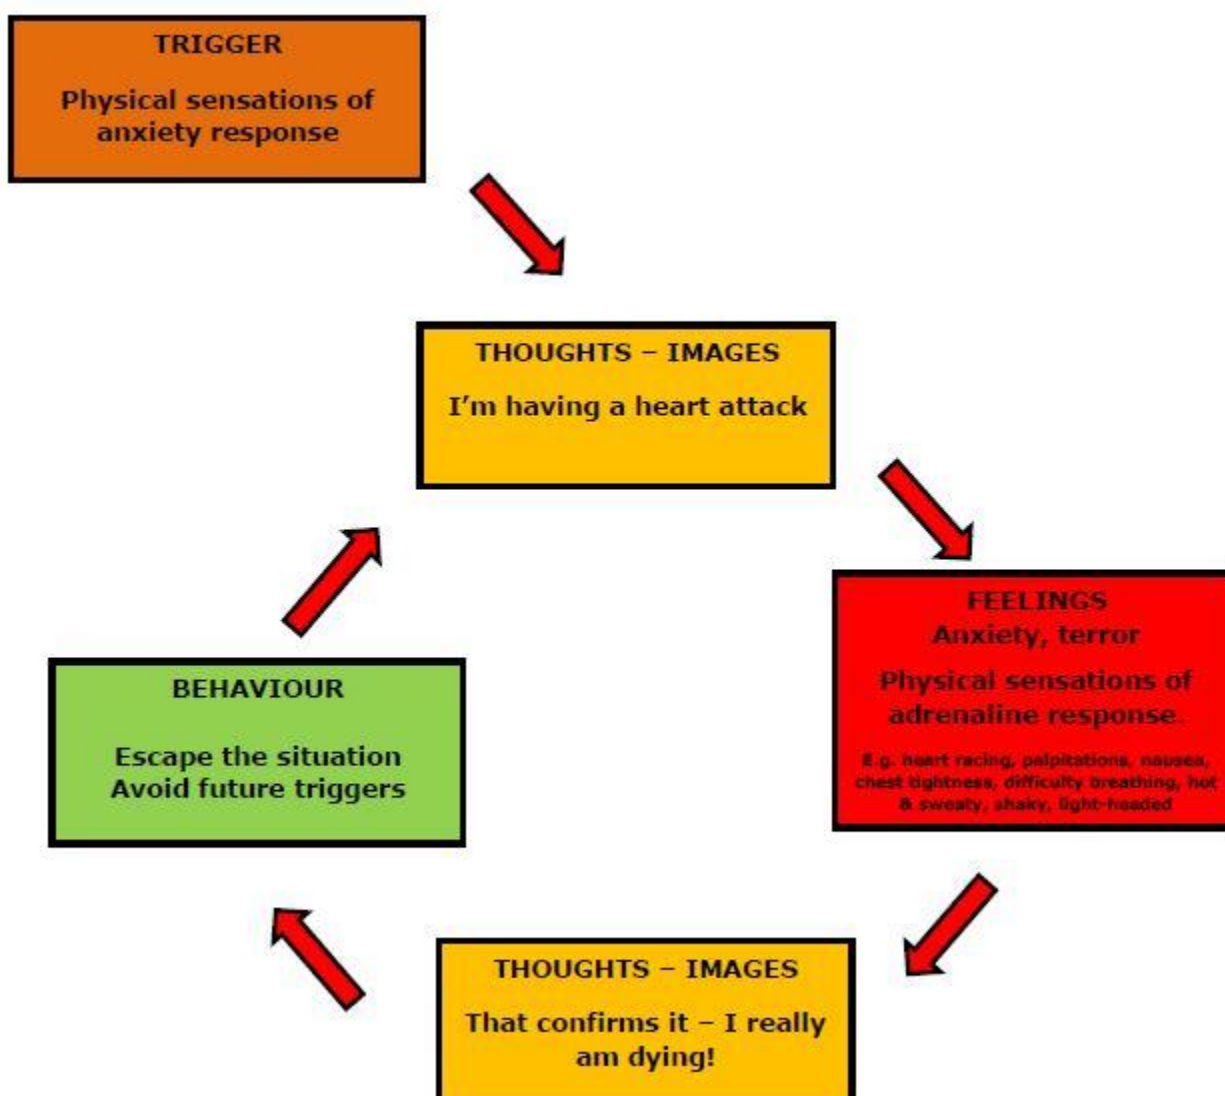 TRIGGER
Physical sensations of
anxiety response
THOUGHTS – IMAGES
I'm having a heart attack
FEELINGS
Anxiety, terror
Physical sensations of
adrenaline response.
E.g. heart racing, palpitations, nausea,
chest tightness, difficulty breathing, hot
& sweaty, shaky, light-headed
THOUGHTS – IMAGES
That confirms it – I really
am dying!
BEHAVIOUR
Escape the situation
Avoid future triggers